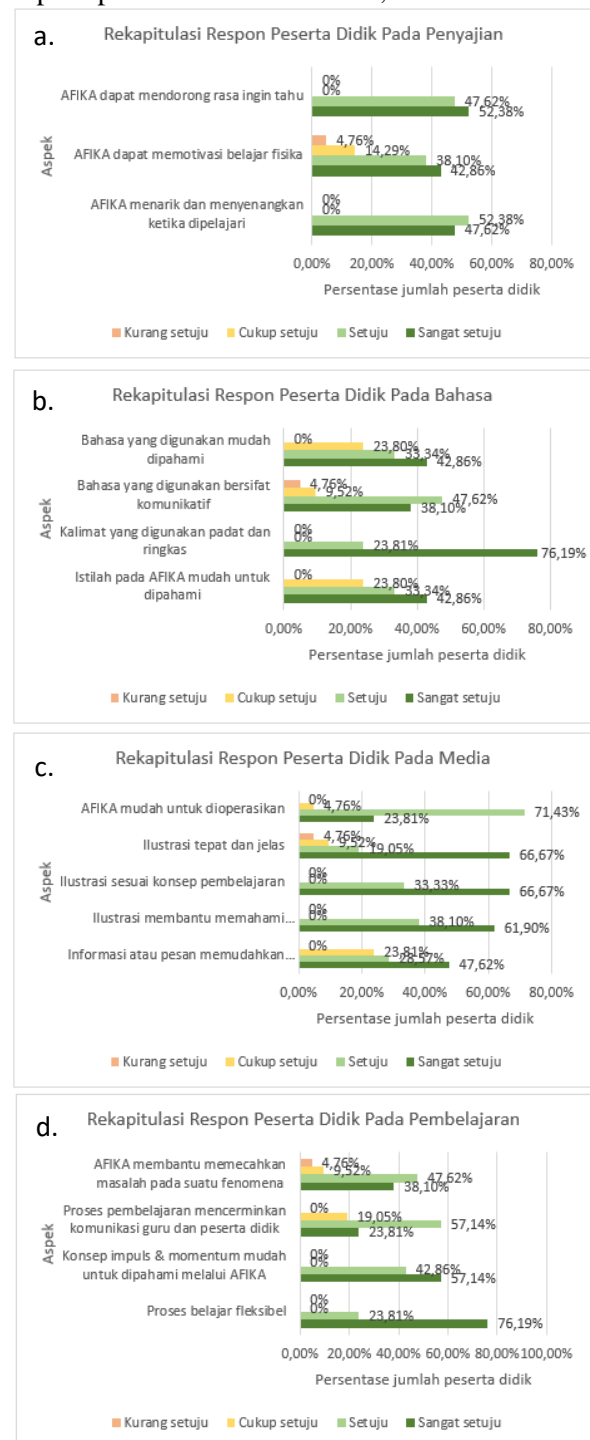 a.
Rekapitulasi Respon Peserta Didik Pada Penyajian
Aspek
AFIKA dapat mendorong rasa ingin tahu
0%
0%
47,62%
52,38%
AFIKA dapat memotivasi belajar fisika
4,76%
14,29%
38,10%
42,86%
AFIKA menarik dan menyenangkan
ketika dipelajari
0%
0%
52,38%
47,62%
0,00% 20,00% 40,00% 60,00% 80,00%
Persentase jumlah peserta didik
Kurang setuju Cukup setuju Setuju Sangat setuju
b.
Rekapitulasi Respon Peserta Didik Pada Bahasa
Aspek
Bahasa yang digunakan mudah
dipahami
0%
23,80%
33,34%
42,86%
Bahasa yang digunakan bersifat
komunikatif
4,76%
9,52%
47,62%
38,10%
Kalimat yang digunakan padat dan
ringkas
0%
0%
23,81%
76,19%
Istilah pada AFIKA mudah untuk
dipahami
0%
23,80%
33,34%
42,86%
0,00% 20,00% 40,00% 60,00% 80,00%
Persentase jumlah peserta didik
Kurang setuju Cukup setuju Setuju Sangat setuju
c.
Rekapitulasi Respon Peserta Didik Pada Media
Aspek
AFIKA mudah untuk dioperasikan
0%
4,76%
71,43%
23,81%
Ilustrasi tepat dan jelas
4,76%
9,52%
19,05%
66,67%
Ilustrasi sesuai konsep pembelajaran
0%
0%
33,33%
66,67%
Ilustrasi membantu memahami...
0%
0%
38,10%
61,90%
Informasi atau pesan memudahkan...
0%
23,81%
28,57%
47,62%
0,00% 20,00% 40,00% 60,00% 80,00%
Persentase jumlah peserta didik
Kurang setuju Cukup setuju Setuju Sangat setuju
d.
Rekapitulasi Respon Peserta Didik Pada Pembelajaran
Aspek
AFIKA membantu memecahkan
masalah pada suatu fenomena
4,76%
9,52%
47,62%
38,10%
Proses pembelajaran mencerminkan
komunikasi guru dan peserta didik
0%
19,05%
57,14%
23,81%
Konsep impuls & momentum mudah
untuk dipahami melalui AFIKA
0%
0%
42,86%
57,14%
Proses belajar fleksibel
0%
0%
23,81%
76,19%
0,00% 20,00% 40,00% 60,00% 80,00% 100,00%
Persentase jumlah peserta didik
Kurang setuju Cukup setuju Setuju Sangat setuju